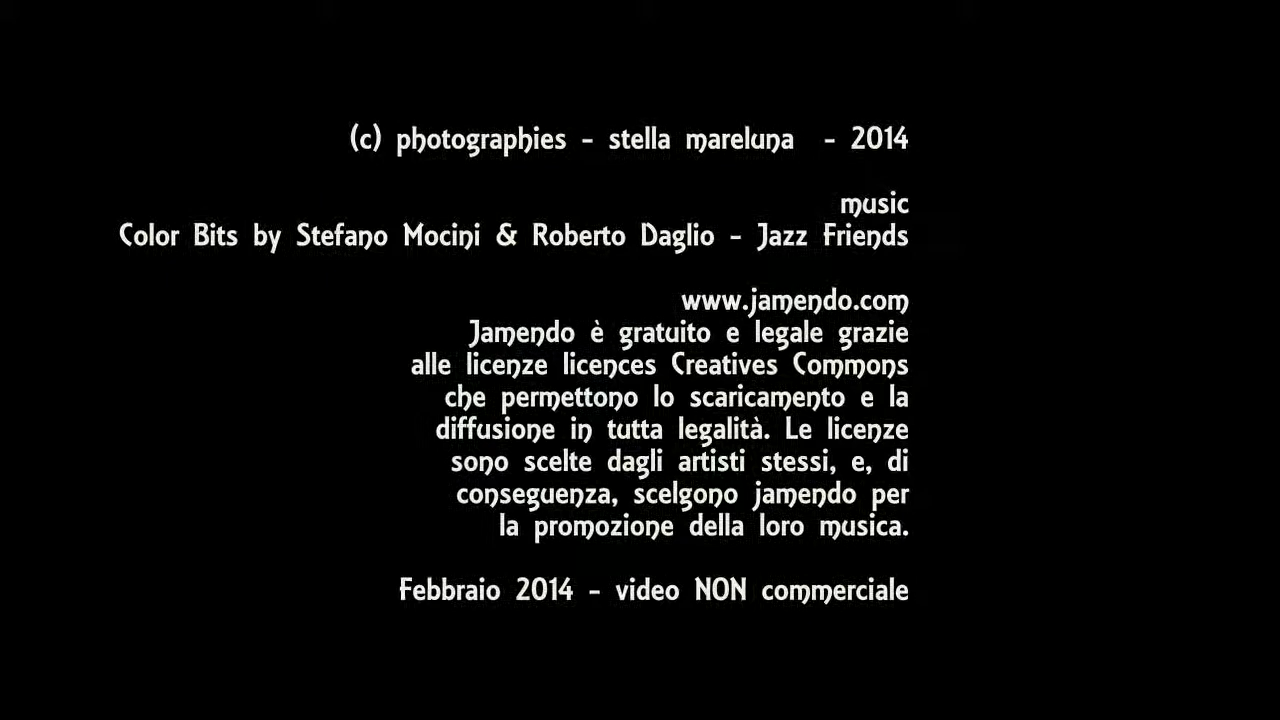 (c) photographies - stella mareluna - 2014
music
Color Bits by Stefano Mocini & Roberto Daglio - Jazz Friends
www.jamendo.com
Jamendo è gratuito e legale grazie
alle licenze licences Creatives Commons
che permettono lo scaricamento e la
diffusione in tutta legalità. Le licenze
sono scelte dagli artisti stessi, e, di
conseguenza, scelgono jamendo per
la promozione della loro musica.
Febbraio 2014 - video NON commerciale